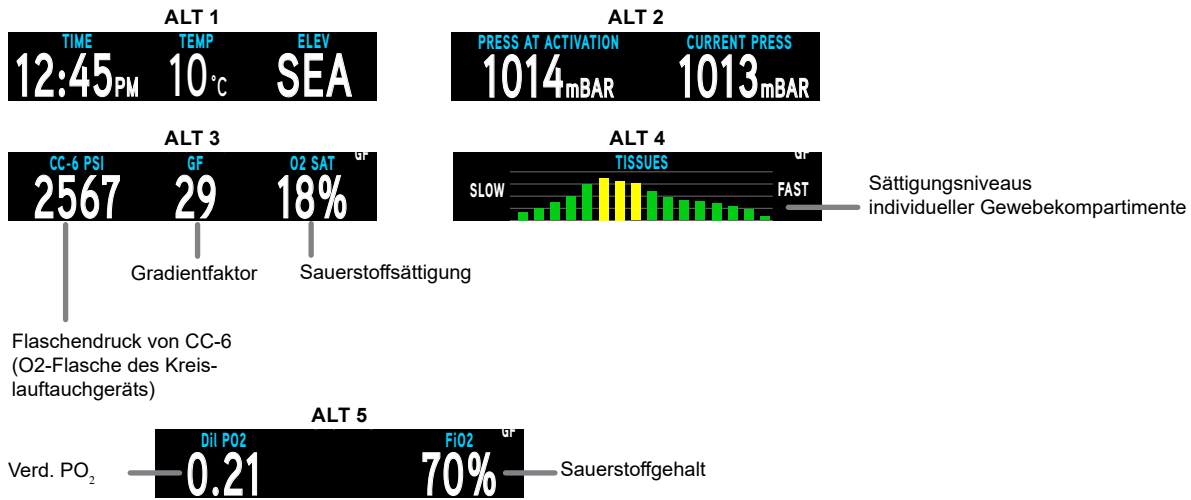 ALT 1
TIME TEMP ELEV
12:45PM 10°C SEA
ALT 2
PRESS AT ACTIVATION CURRENT PRESS
1014mBAR 1013mBAR
ALT 3
GF
CC-6 PSI GF O2 SAT
2567 29 18%
Gradientfaktor
Sauerstoffsättigung
Flaschendruck von CC-6
(O2-Flasche des Kreis-
lauftauchgeräts)
ALT 4
GF
TISSUES
SLOW FAST
Sättigungsniveaus
individueller Gewebekompartimente
ALT 5
GF
Dil PO2 FiO2
0.21 70%
Verd. PO2
Sauerstoffgehalt